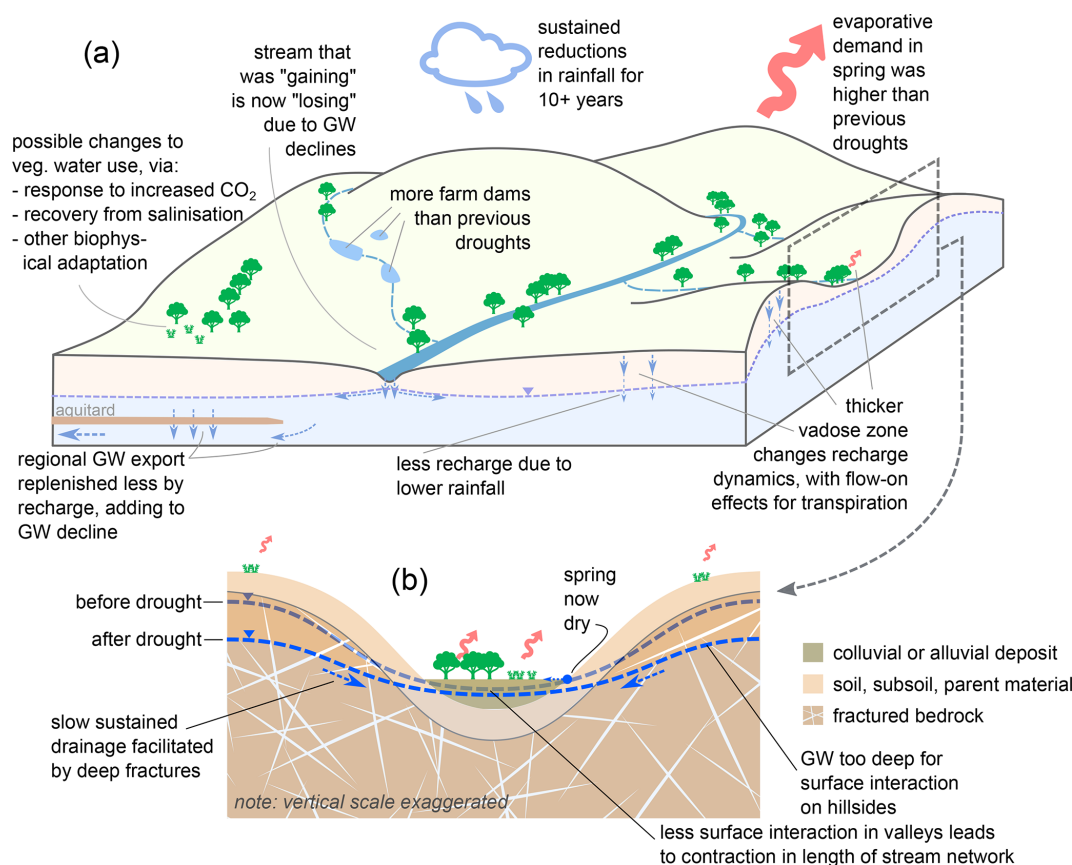 (a)
stream that
was "gaining"
is now "losing"
due to GW
declines
sustained
reductions
in rainfall for
10+ years
evaporative
demand in
spring was
higher than
previous
droughts
possible changes to
veg. water use, via:
- response to increased CO₂
- recovery from salinisation
- other biophys-
ical adaptation
more farm dams
than previous
droughts
aquitard
regional GW export
replenished less by
recharge, adding to
GW decline
less recharge due to
lower rainfall
thicker
vadose zone
changes recharge
dynamics, with flow-on
effects for transpiration
(b)
before drought
after drought
spring
now
dry
slow sustained
drainage facilitated
by deep fractures
colluvial or alluvial deposit
soil, subsoil, parent material
fractured bedrock
GW too deep for
surface interaction
on hillsides
note: vertical scale exaggerated
less surface interaction in valleys leads
to contraction in length of stream network